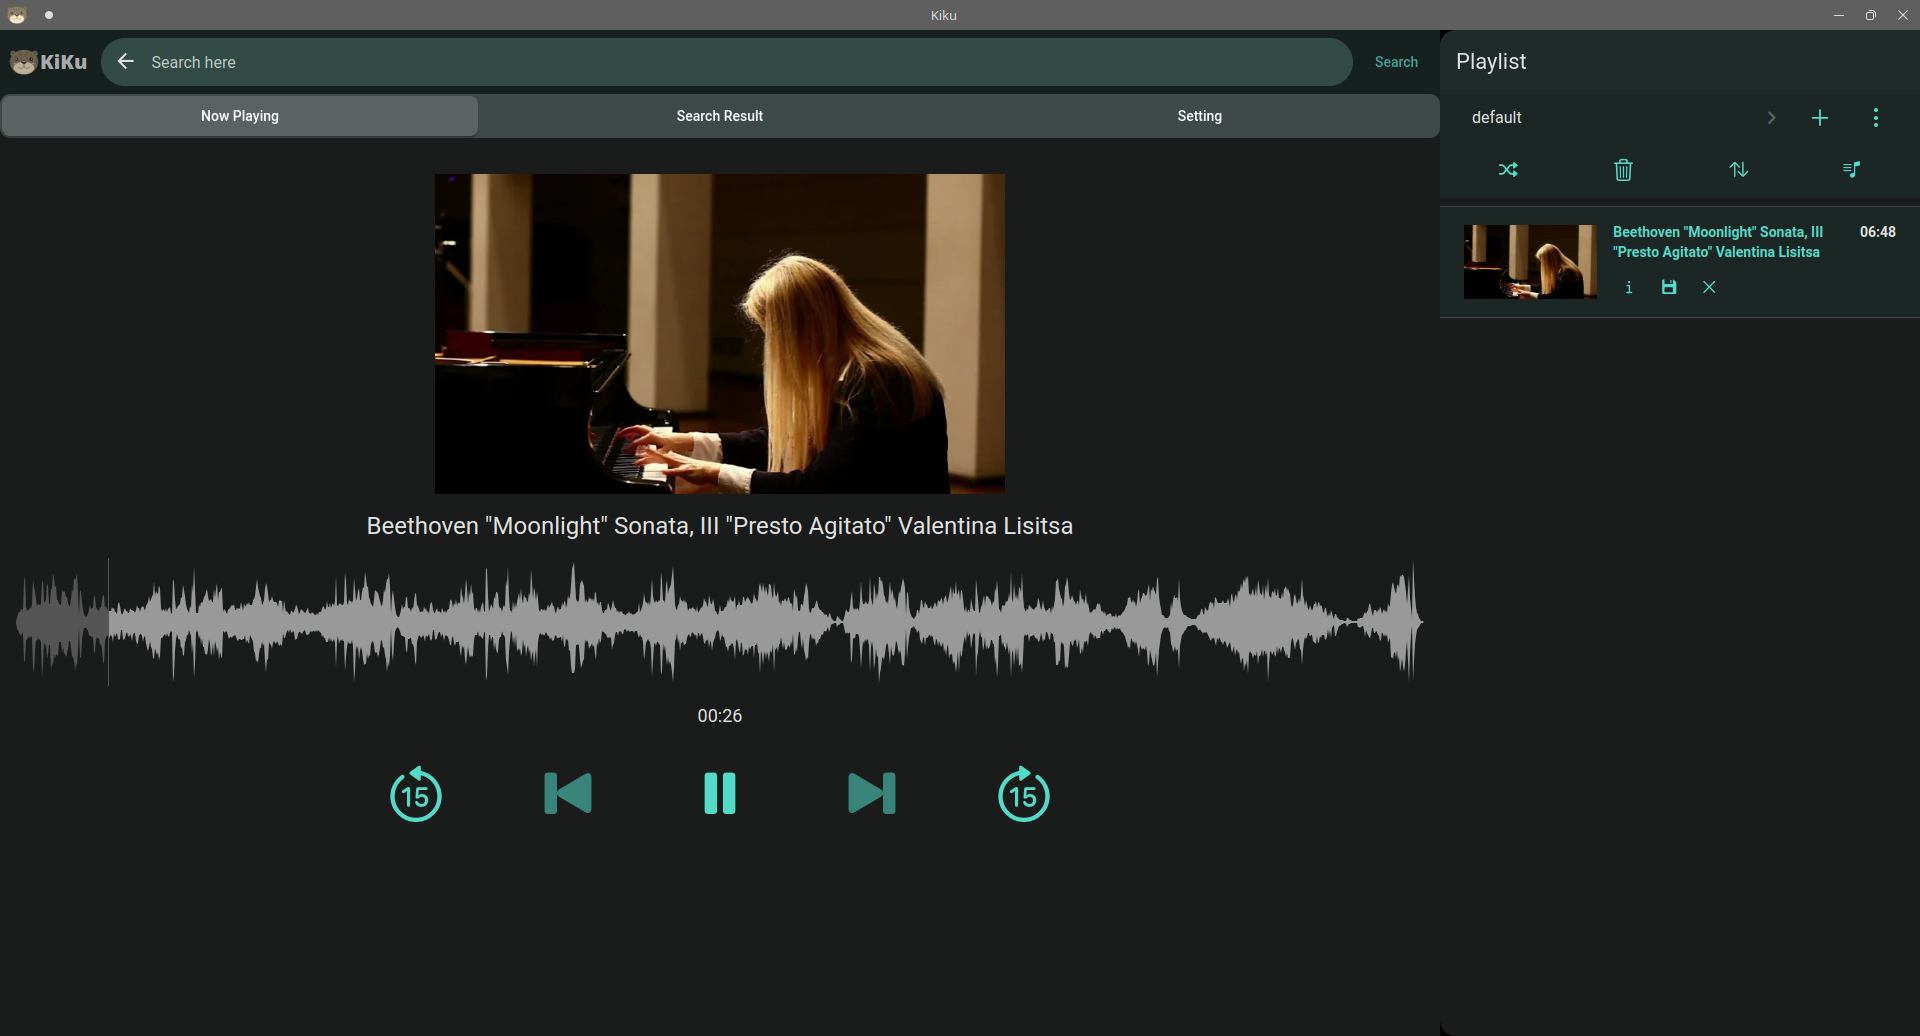 Kiku
KiKu
Search here
Search
Now Playing
Search Result
Setting
Beethoven "Moonlight" Sonata, III "Presto Agitato" Valentina Lisitsa
00:26
15
15
Playlist
default
Beethoven "Moonlight" Sonata, III
"Presto Agitato" Valentina Lisitsa
06:48
i